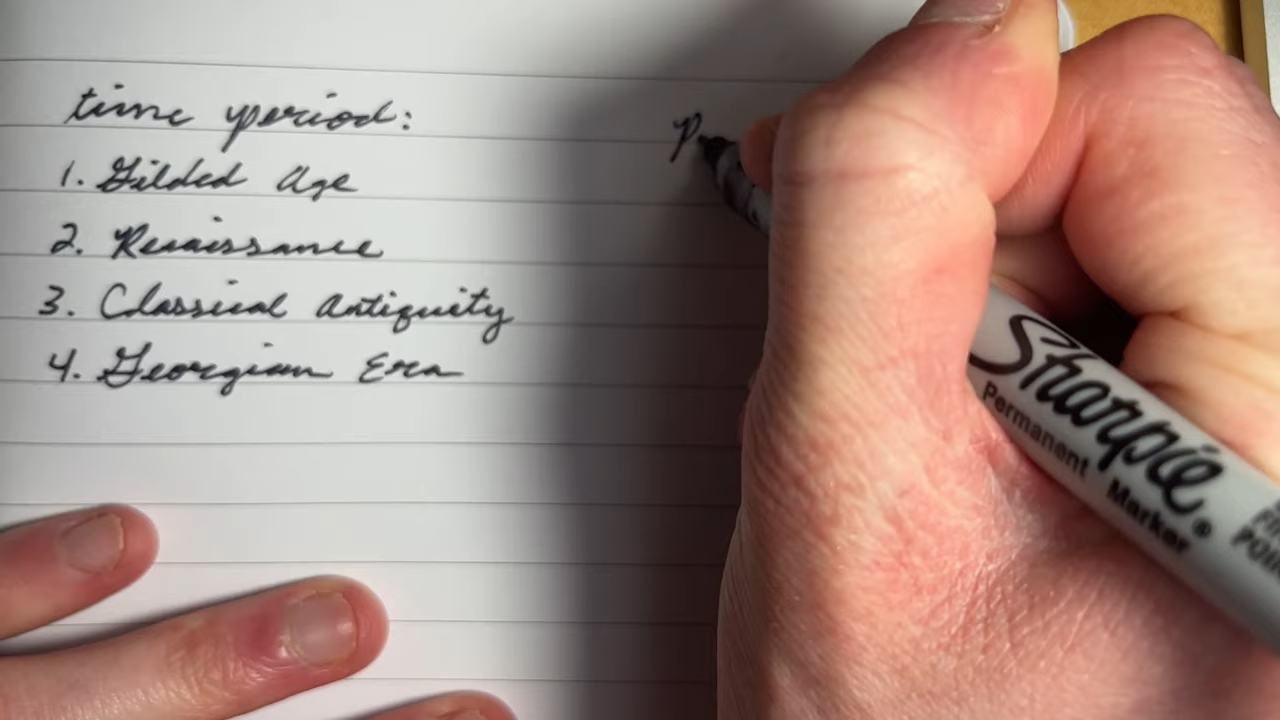 time period:
1. Gilded Age
2. Renaissance
3. Classical Antiquity
4. Georgian Era
P
Sharpie
Permanent Marker